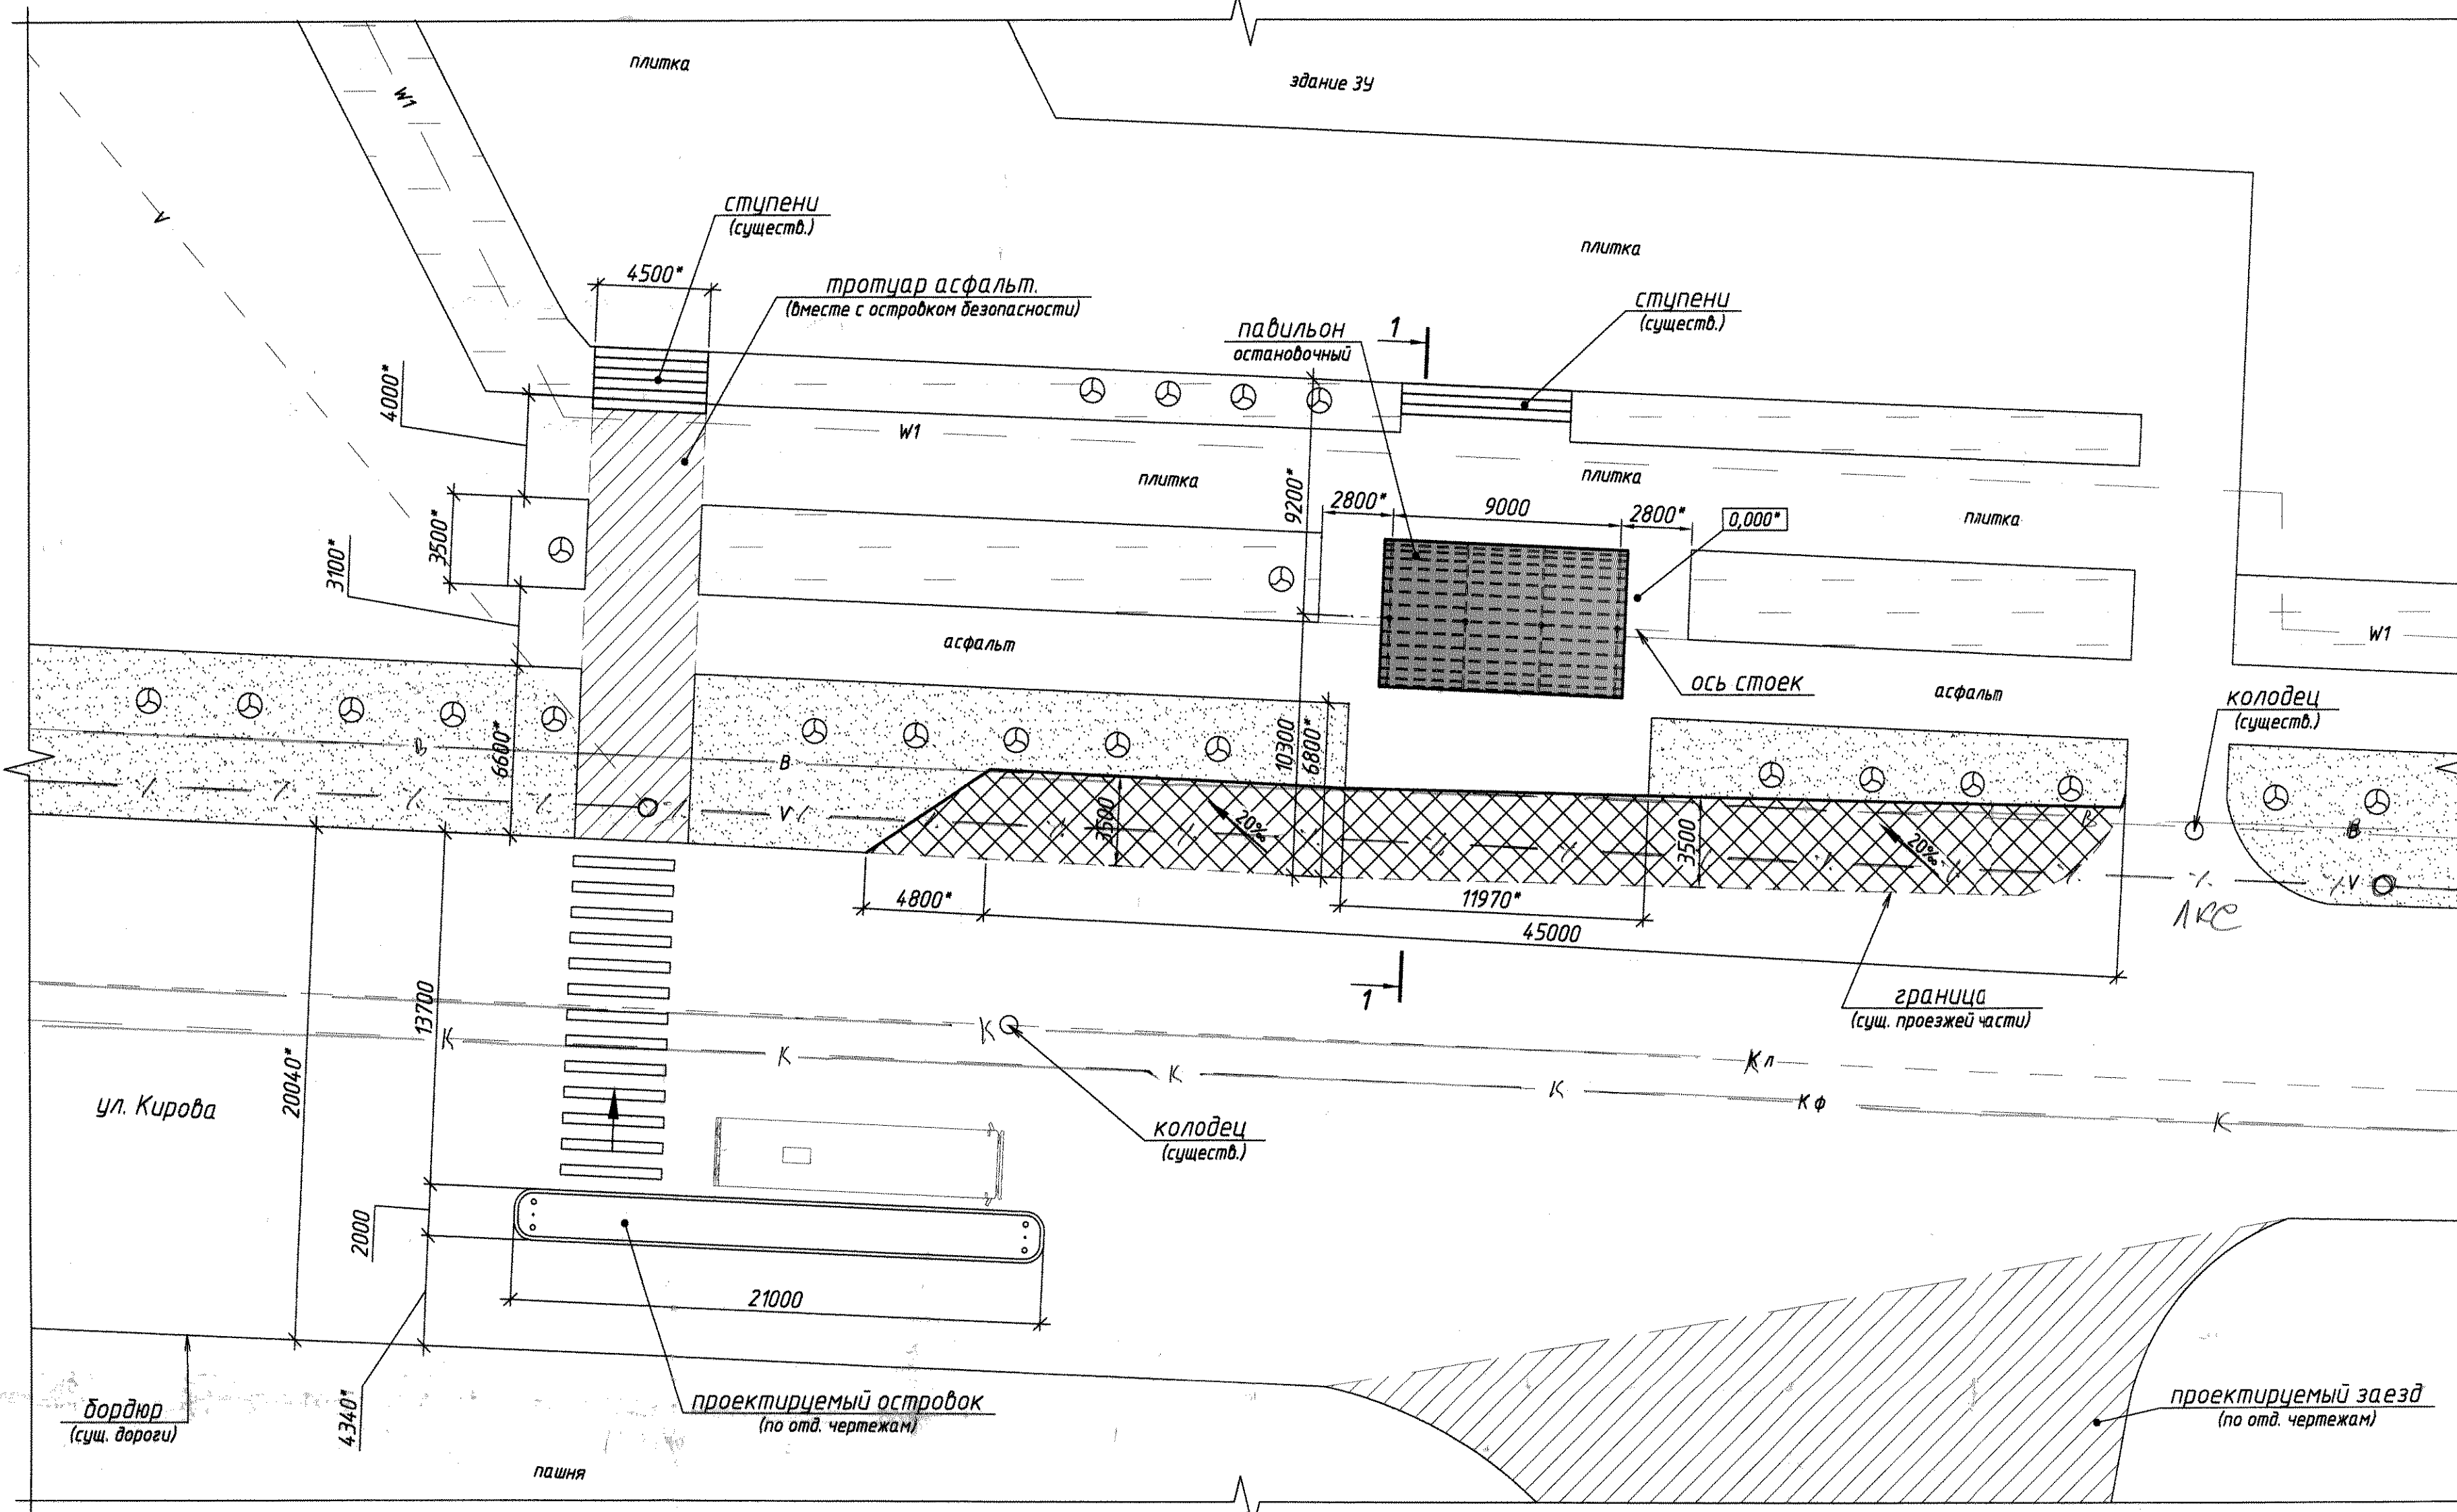 плитка
здание ЗУ
W1
V
ступени
(существ.)
4500*
тротуар асфальт.
(вместе с островком безопасности)
плитка
ступени
(существ.)
павильон
остановочный
1
4000*
W1
плитка
плитка
9200*
2800*
9000
2800*
0,000*
плитка
3500*
3100*
асфальт
W1
ось стоек
асфальт
колодец
(существ.)
6600*
В
В
10300
6800*
V
3500
20‰
3500
20‰
В
В
V
ЛКС
4800*
11970*
45000
1
граница
(сущ. проезжей части)
13700
К
К
К
К
К
Кл
Кф
К
20040*
ул. Кирова
колодец
(существ.)
2000
21000
4340*
бордюр
(сущ. дороги)
проектируемый островок
(по отд. чертежам)
проектируемый заезд
(по отд. чертежам)
пашня